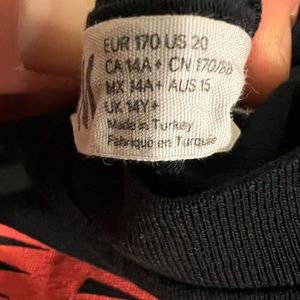 EUR 170 US 20
CA 14A+ CN 170/88
MX 14A+ AUS 15
UK 14Y+
Made in Turkey
Fabriqué en Turquie